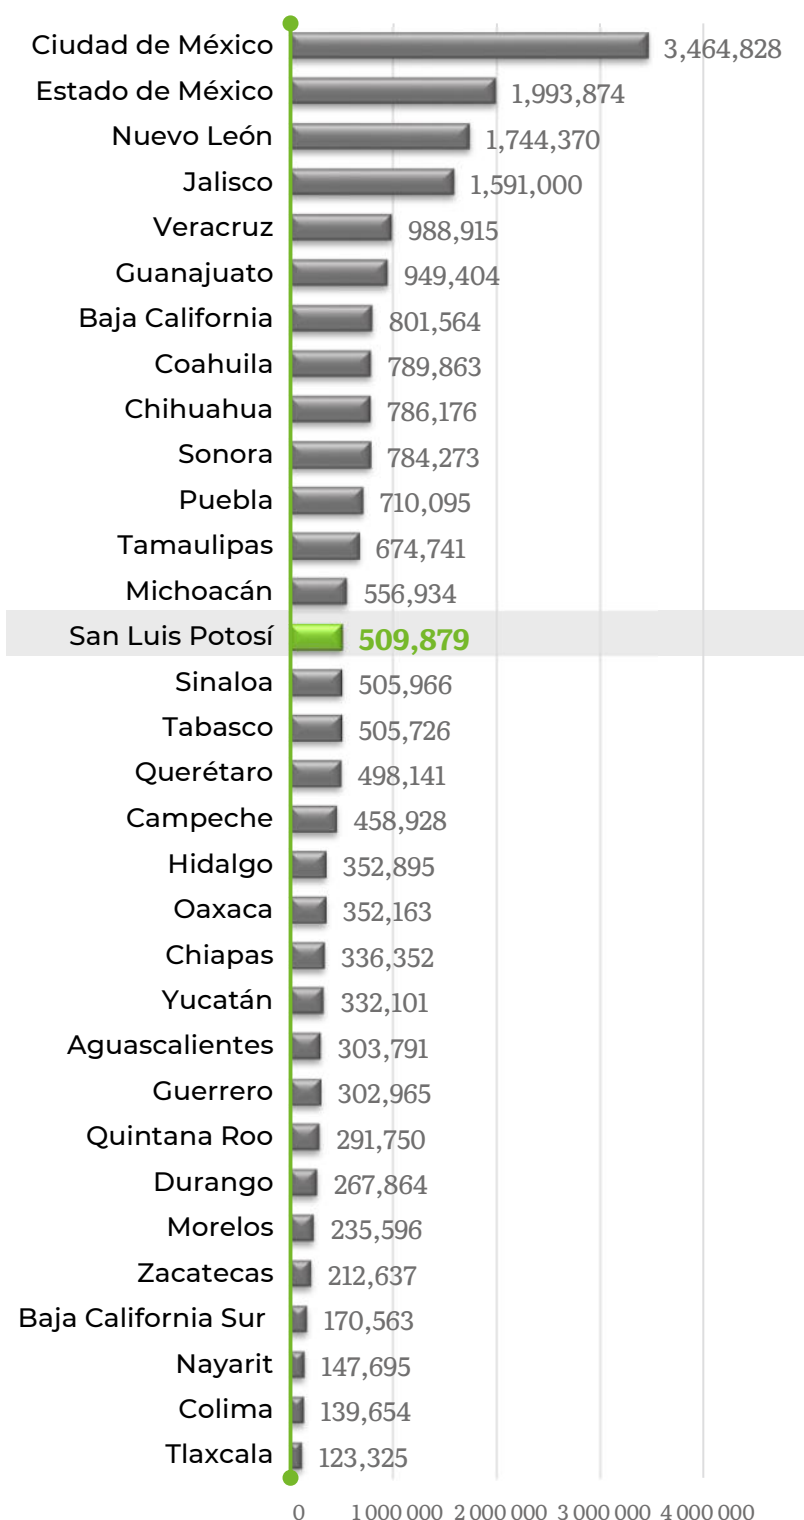 Ciudad de México 3,464,828
Estado de México 1,993,874
Nuevo León 1,744,370
Jalisco 1,591,000
Veracruz 988,915
Guanajuato 949,404
Baja California 801,564
Coahuila 789,863
Chihuahua 786,176
Sonora 784,273
Puebla 710,095
Tamaulipas 674,741
Michoacán 556,934
San Luis Potosí 509,879
Sinaloa 505,966
Tabasco 505,726
Querétaro 498,141
Campeche 458,928
Hidalgo 352,895
Oaxaca 352,163
Chiapas 336,352
Yucatán 332,101
Aguascalientes 303,791
Guerrero 302,965
Quintana Roo 291,750
Durango 267,864
Morelos 235,596
Zacatecas 212,637
Baja California Sur 170,563
Nayarit 147,695
Colima 139,654
Tlaxcala 123,325
0 1 000 000 2 000 000 3 000 000 4 000 000